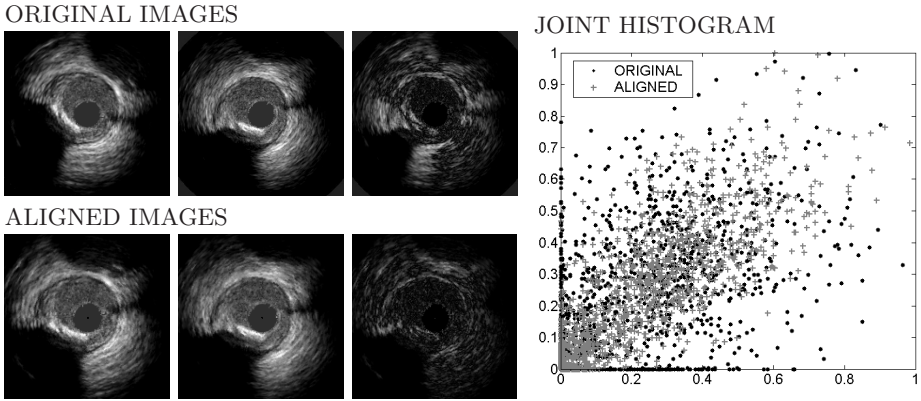 ORIGINAL IMAGES
ALIGNED IMAGES
JOINT HISTOGRAM
ORIGINAL
ALIGNED
1
0.9
0.8
0.7
0.6
0.5
0.4
0.3
0.2
0.1
0
0 0.2 0.4 0.6 0.8 1